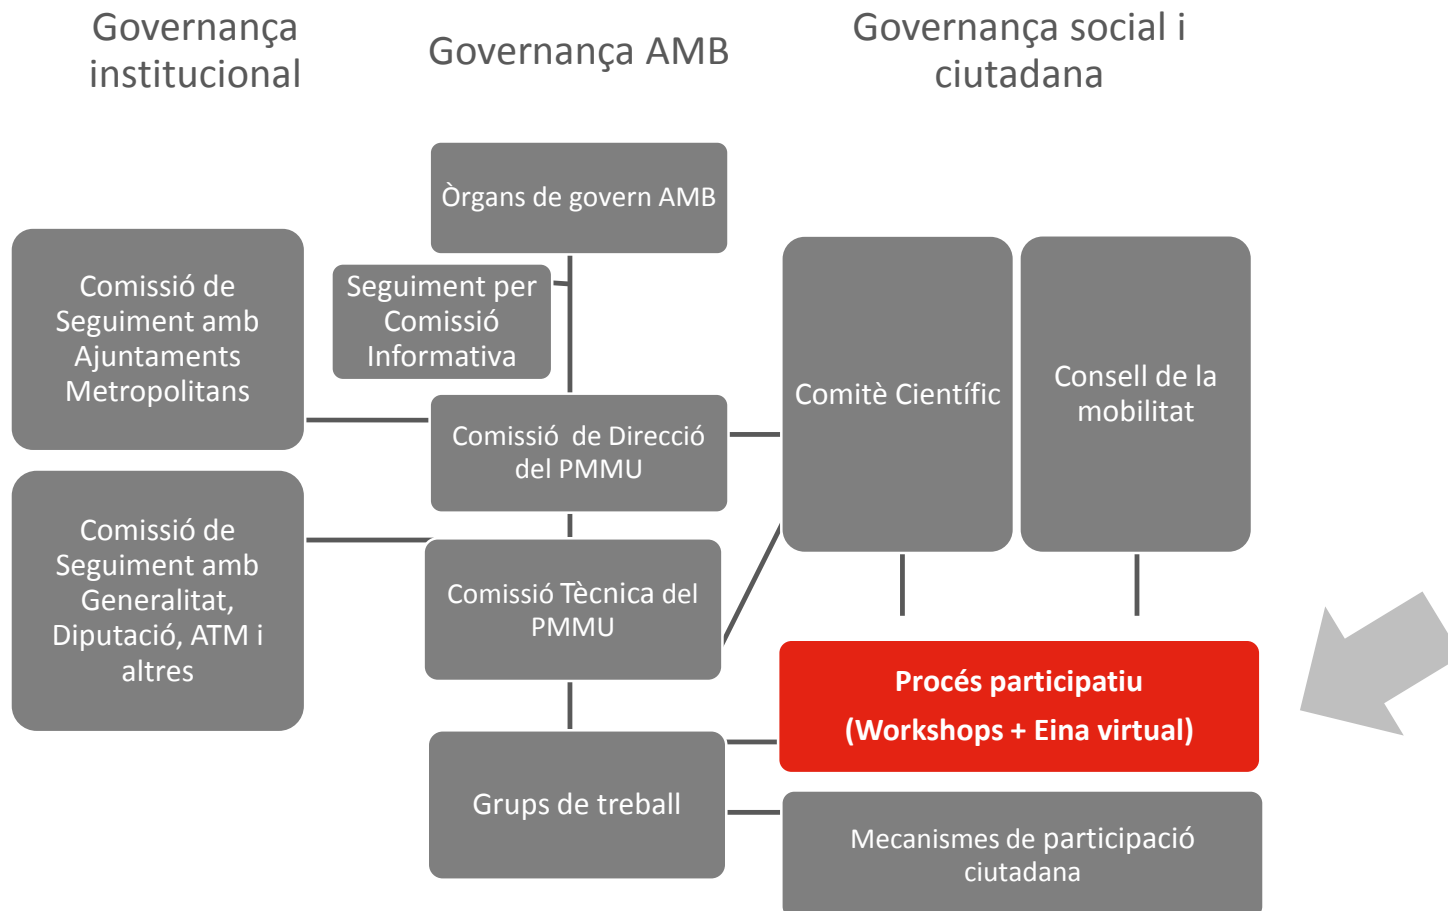 Governança
institucional
Governança AMB
Governança social i
ciutadana
Òrgans de govern AMB
Comissió de
Seguiment amb
Ajuntaments
Metropolitans
Seguiment per
Comissió
Informativa
Comitè Científic
Consell de la
mobilitat
Comissió  de Direcció
del PMMU
Comissió de
Seguiment amb
Generalitat,
Diputació, ATM i
altres
Comissió Tècnica del
PMMU
Procés participatiu
(Workshops + Eina virtual)
Grups de treball
Mecanismes de participació
ciutadana